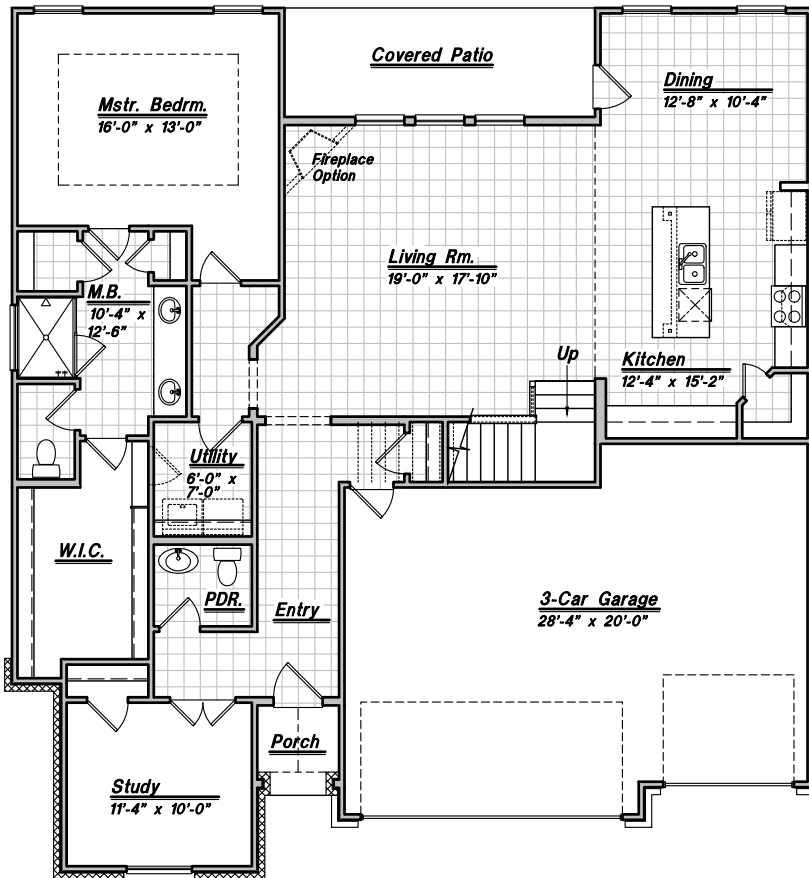 Covered Patio
Dining
12'-8" x 10'-4"
Mstr. Bedrm.
16'-0" x 13'-0"
Fireplace
Option
Living Rm.
19'-0" x 17'-10"
M.B.
10'-4" x
12'-6"
Up
Kitchen
12'-4" x 15'-2"
Utility
6'-0" x
7'-0"
W.I.C.
PDR.
Entry
3-Car Garage
28'-4" x 20'-0"
Porch
Study
11'-4" x 10'-0"